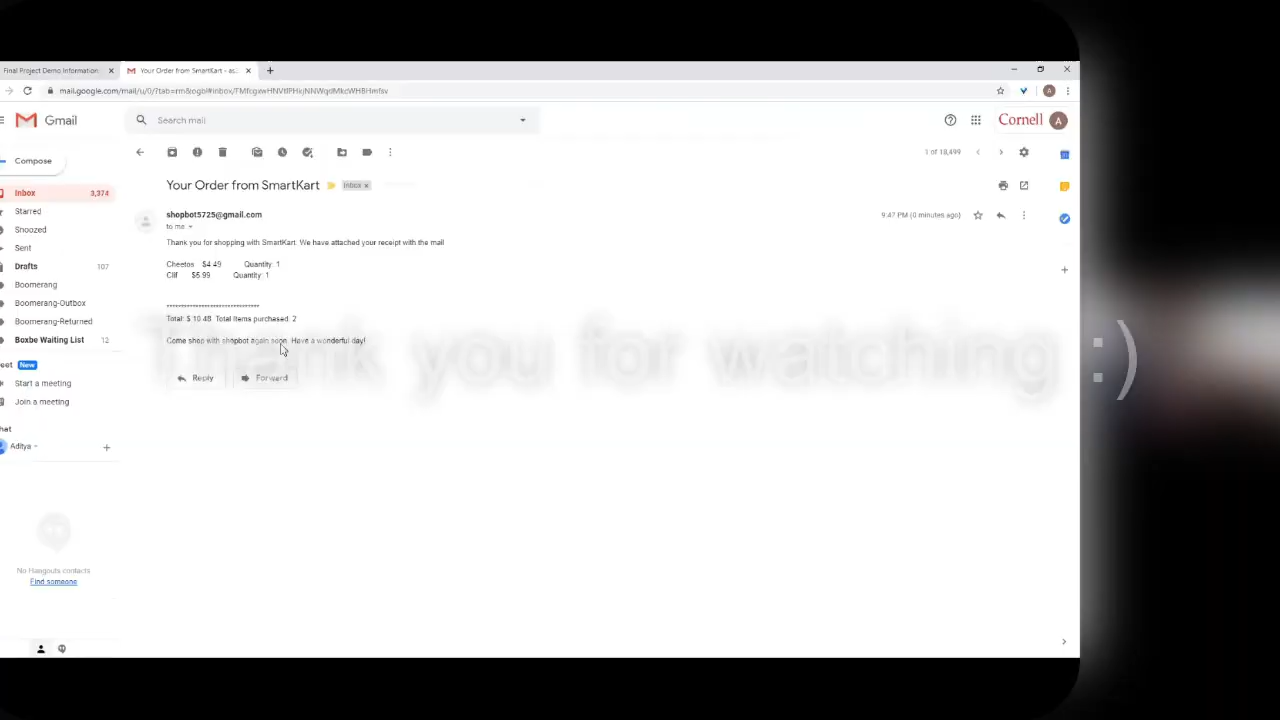 Final Project Demo Information
Your Order from SmartKart - as
Gmail
Search mail
Cornell
A
Compose
1 of 18,499
Inbox 3,374
Starred
Snoozed
Sent
Drafts 107
Boomerang
Boomerang-Outbox
Boomerang-Returned
Boxbe Waiting List 12
eet New
Start a meeting
Join a meeting
hat
Aditya
No Hangouts contacts
Find someone
Your Order from SmartKart Inbox x
shopbot5725@gmail.com 9:47 PM (0 minutes ago)
to me
Thank you for shopping with SmartKart. We have attached your receipt with the mail
Cheetos $4.49 Quantity: 1
Clif $5.99 Quantity: 1
Total: $ 10.48 Total Items purchased: 2
Come shop with shopbot again soon. Have a wonderful day!
Reply Forward
Thank you for watching :)